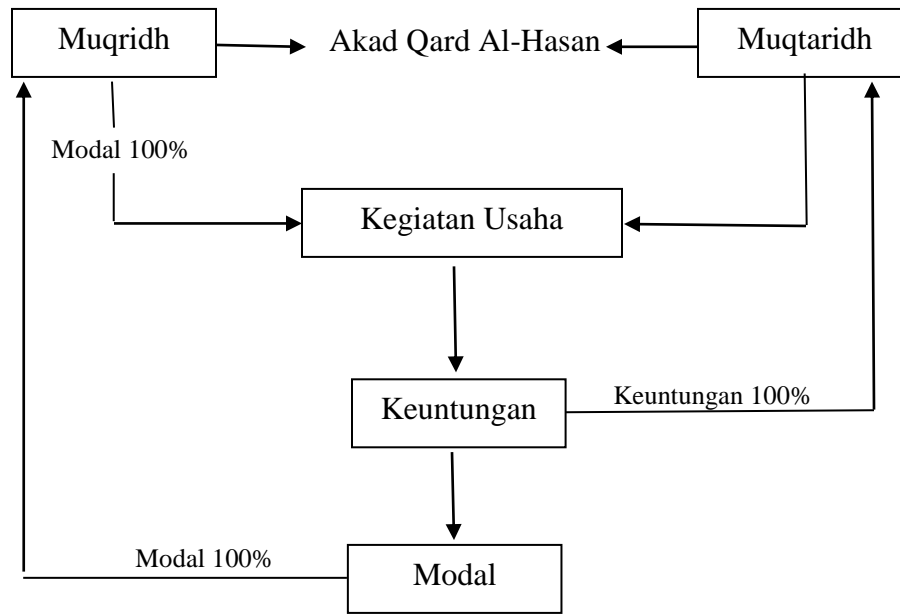 Muqridh
Akad Qard Al-Hasan
Muqtaridh
Modal 100%
Kegiatan Usaha
Keuntungan
Keuntungan 100%
Modal 100%
Modal